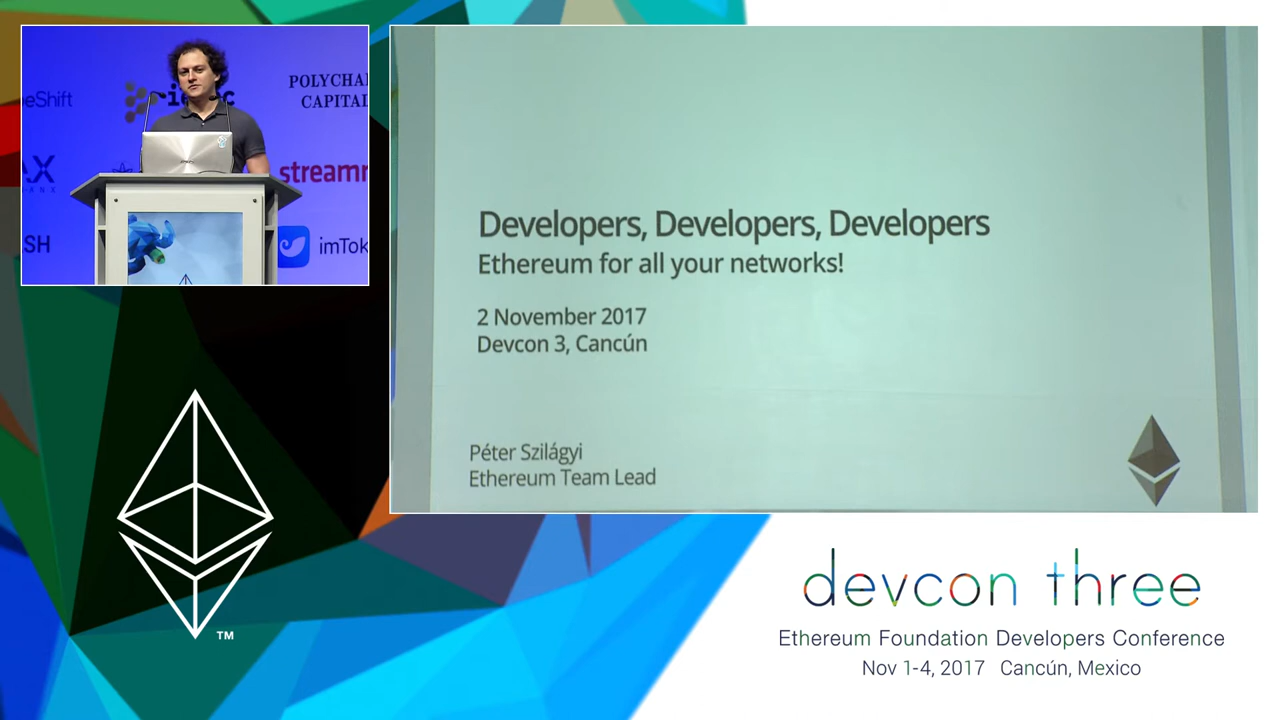 POLYCHAI
CAPITAL
eShift
streamr
imTok
Developers, Developers, Developers
Ethereum for all your networks!
2 November 2017
Devcon 3, Cancún
Péter Szilágyi
Ethereum Team Lead
TM
devcon three
Ethereum Foundation Developers Conference
Nov 1-4, 2017 Cancún, Mexico